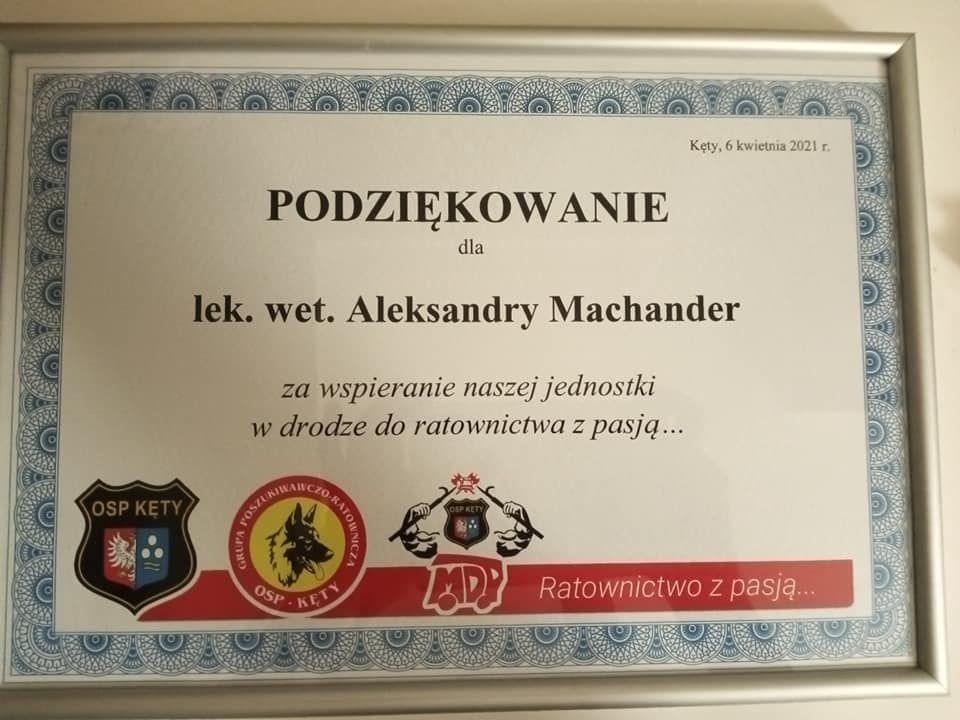 Kęty, 6 kwietnia 2021 r.
PODZIĘKOWANIE
dla
lek. wet. Aleksandry Machander
za wspieranie naszej jednostki
w drodze do ratownictwa z pasją...
OSP KĘTY
GRUPA POSZUKIWAWCZO-RATOWNICZA
OSP - KĘTY
OSP KĘTY
MDP
Ratownictwo z pasją...